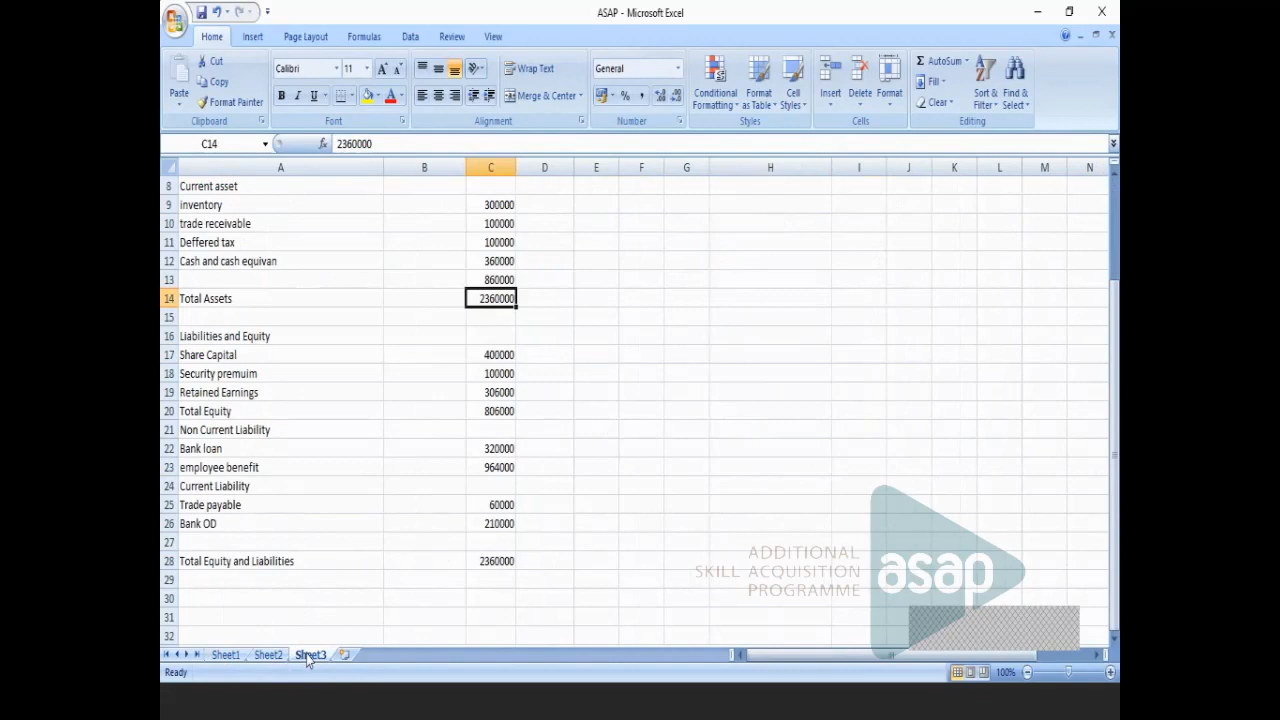 ASAP - Microsoft Excel
Home Insert Page Layout Formulas Data Review View
Paste Cut Copy Format Painter
Calibri 11
B I U A
Wrap Text
Merge & Center
General
%
Conditional Formatting Format as Table Cell Styles
Insert Delete Format
AutoSum Fill Clear
Sort & Filter Find & Select
Clipboard Font Alignment Number Styles Cells Editing
C14 fx 2360000
A B C D E F G H I J K L M N
8 Current asset
9 inventory 300000
10 trade receivable 100000
11 Deffered tax 100000
12 Cash and cash equivan 360000
13 860000
14 Total Assets 2360000
15
16 Liabilities and Equity
17 Share Capital 400000
18 Security premuim 100000
19 Retained Earnings 306000
20 Total Equity 806000
21 Non Current Liability
22 Bank loan 320000
23 employee benefit 964000
24 Current Liability
25 Trade payable 60000
26 Bank OD 210000
27
28 Total Equity and Liabilities 2360000
29
30
31
32
ADDITIONAL
SKILL ACQUISITION
PROGRAMME
asap
Sheet1 Sheet2 Sheet3
Ready 100%